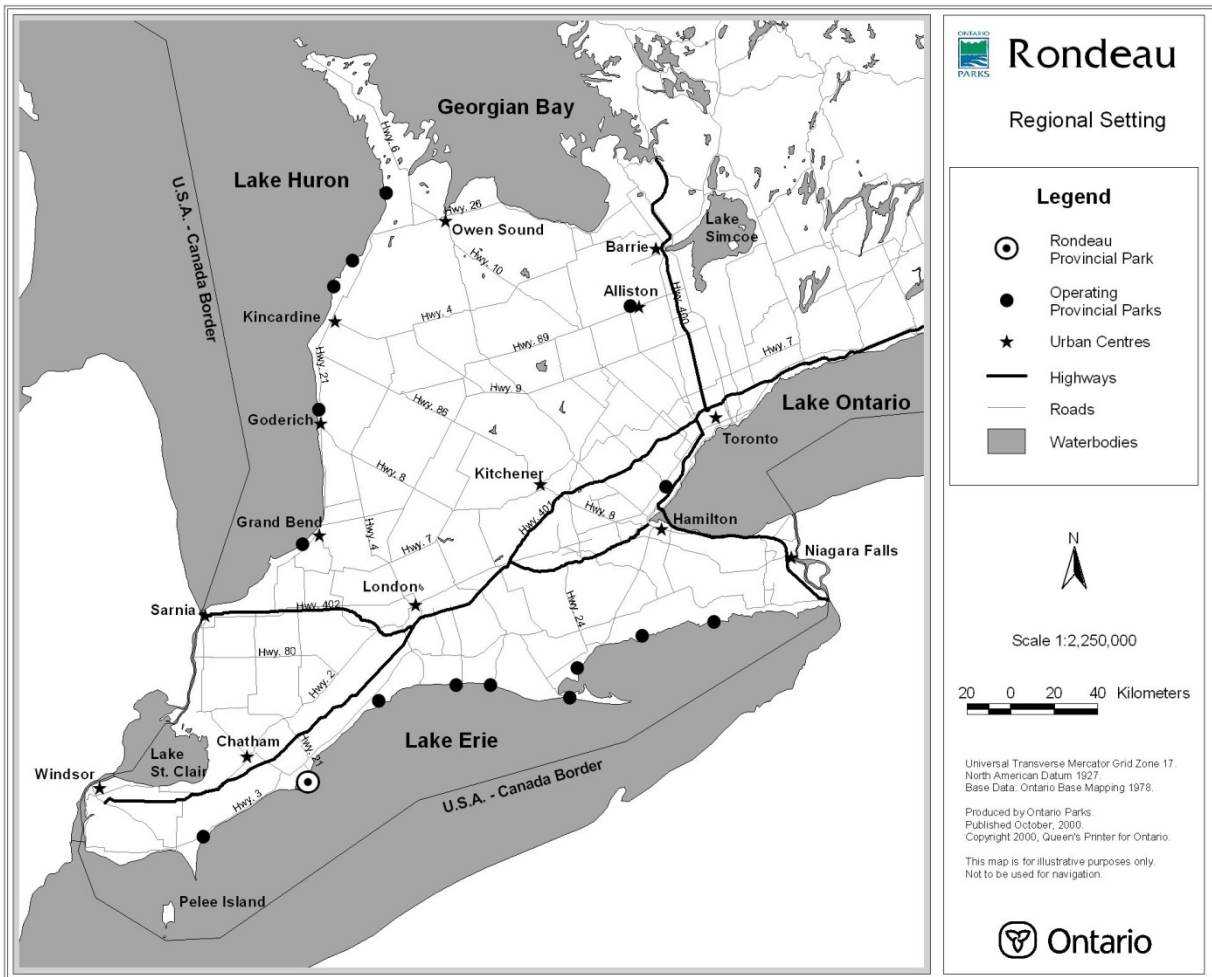 Georgian Bay
Lake Huron
U.S.A. - Canada Border
Hwy. 6
Hwy. 26
Owen Sound
Hwy. 10
Lake
Simcoe
Barrie
Alliston
Hwy. 400
Kincardine
Hwy. 4
Hwy. 89
Hwy. 7
Hwy. 21
Hwy. 9
Hwy. 86
Lake Ontario
Goderich
Toronto
Hwy. 8
Kitchener
Hwy. 401
Hwy. 8
Grand Bend
Hwy. 4
Hwy. 7
Hamilton
Niagara Falls
London
Sarnia
Hwy. 402
Hwy. 24
Hwy. 80
Hwy. 2
Chatham
Hwy. 21
Lake Erie
Lake
St. Clair
Windsor
Hwy. 3
U.S.A. - Canada Border
Pelee Island
ONTARIO
PARKS
Rondeau
Regional Setting
Legend
Rondeau
Provincial Park
Operating
Provincial Parks
Urban Centres
Highways
Roads
Waterbodies
N
Scale 1:2,250,000
20 0 20 40 Kilometers
Universal Transverse Mercator Grid Zone 17.
North American Datum 1927.
Base Data: Ontario Base Mapping 1978.
Produced by Ontario Parks.
Published October, 2000.
Copyright 2000, Queen's Printer for Ontario.
This map is for illustrative purposes only.
Not to be used for navigation.
Ontario